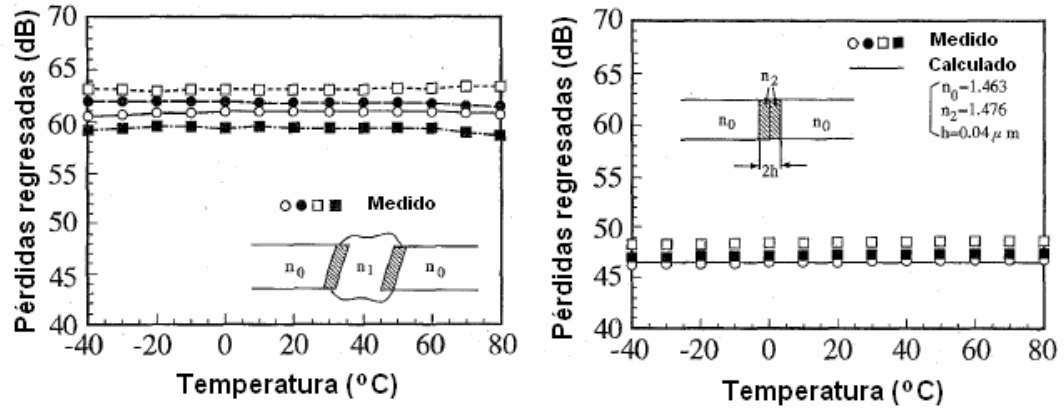 Pérdidas regresadas (dB)
70
65
60
55
50
45
40
Medido
n0
n1
n0
-40
-20
0
20
40
60
80
Temperatura (ºC)
Pérdidas regresadas (dB)
70
65
60
55
50
45
40
Medido
Calculado
n0=1.463
n2=1.476
h=0.04 μ m
n2
n0
n0
2h
-40
-20
0
20
40
60
80
Temperatura (ºC)